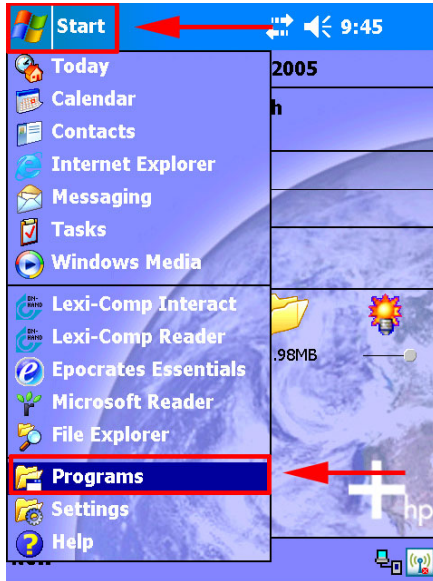 Start 9:45
Today
2005
Calendar
h
Contacts
Internet Explorer
Messaging
Tasks
Windows Media
Lexi-Comp Interact
Lexi-Comp Reader
.98MB
Epocrates Essentials
Microsoft Reader
File Explorer
Programs
Settings
hp
Help